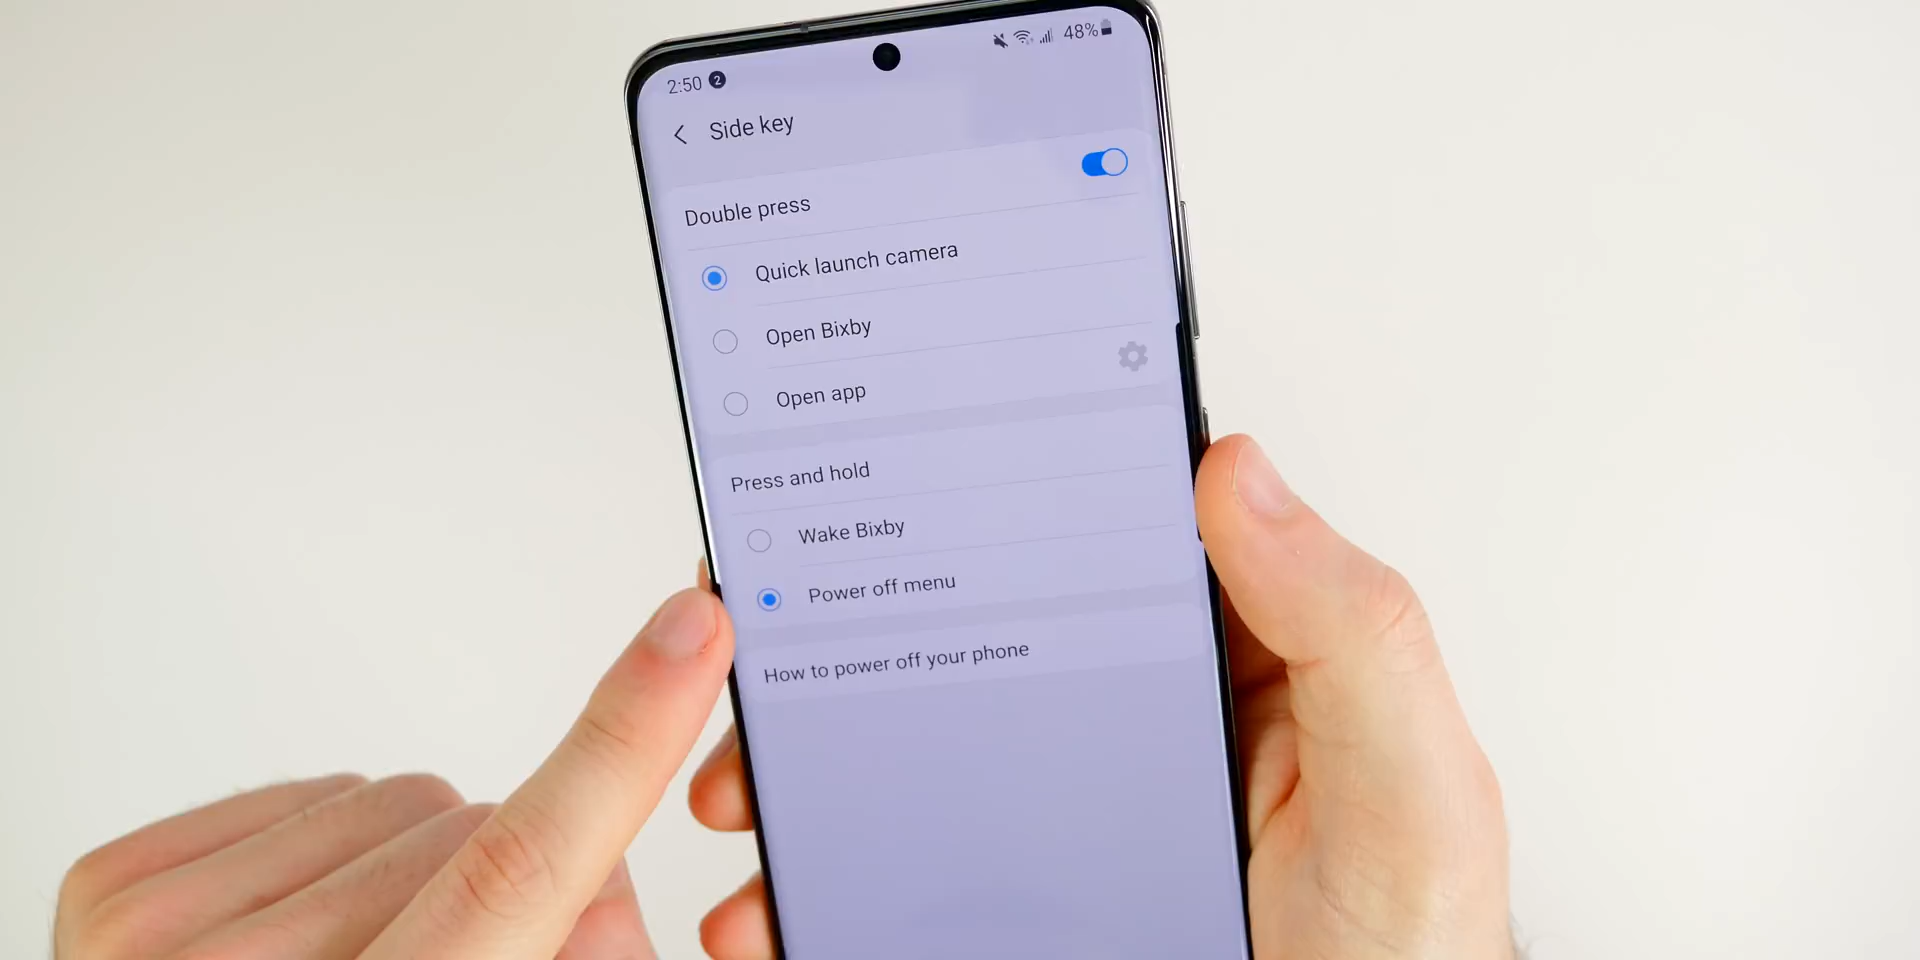 2:50 2 48%
Side key
Double press
Quick launch camera
Open Bixby
Open app
Press and hold
Wake Bixby
Power off menu
How to power off your phone